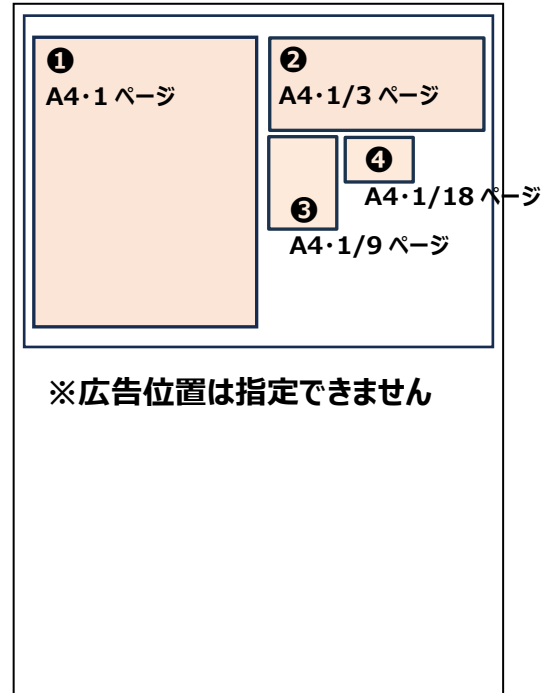 ❶
A4・1 ページ
❷
A4・1/3 ページ
❸
A4・1/9 ページ
❹
A4・1/18 ページ
※広告位置は指定できません